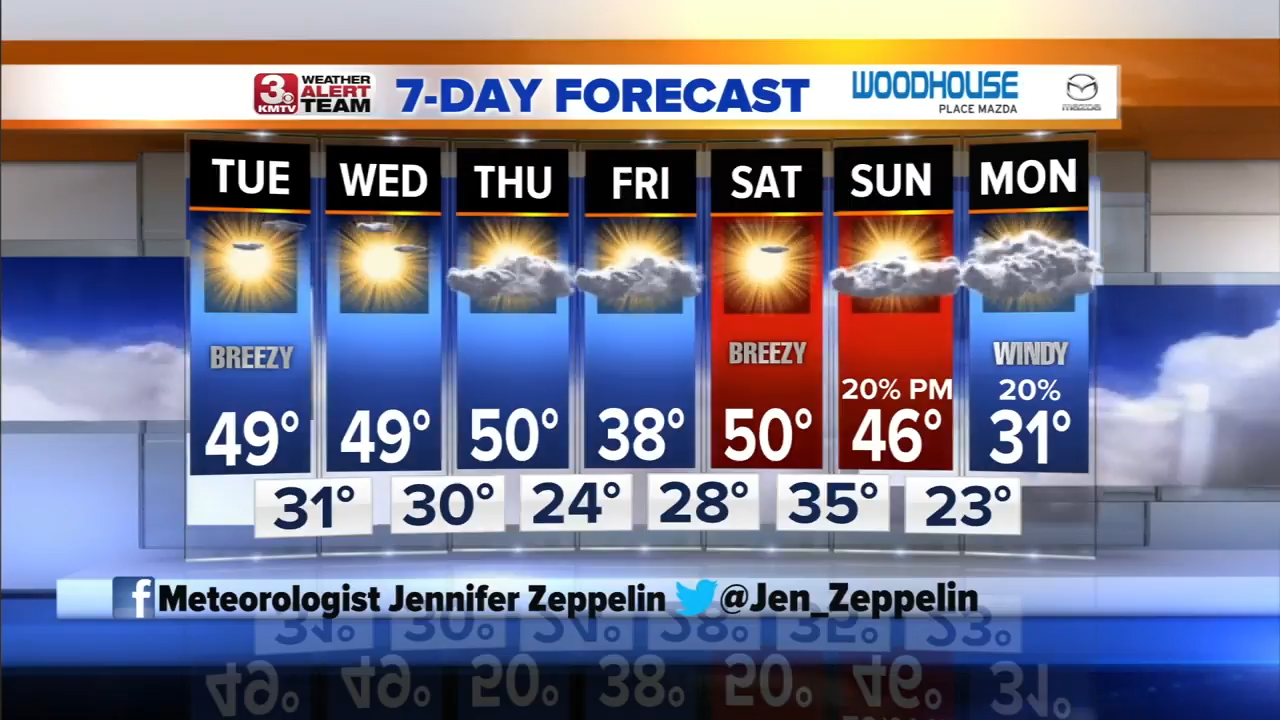 3 KMTV WEATHER ALERT TEAM 7-DAY FORECAST WOODHOUSE PLACE MAZDA mazda
TUE WED THU FRI SAT SUN MON
BREEZY BREEZY WINDY
20% PM 20%
49° 49° 50° 38° 50° 46° 31°
31° 30° 24° 28° 35° 23°
f Meteorologist Jennifer Zeppelin @Jen_Zeppelin